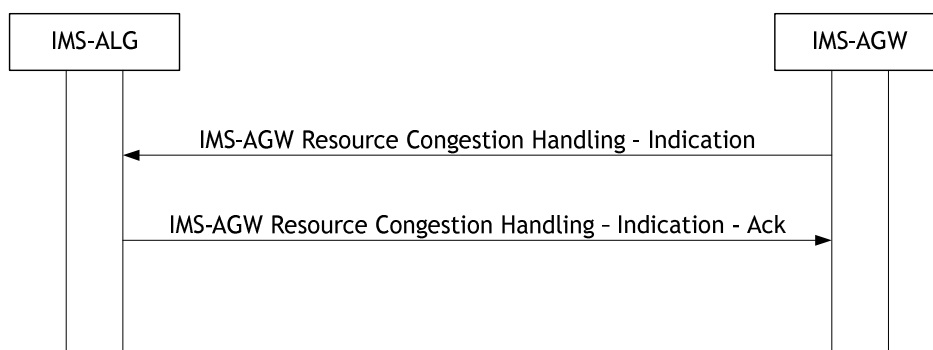 IMS-ALG
IMS-AGW
IMS-AGW Resource Congestion Handling - Indication
IMS-AGW Resource Congestion Handling – Indication - Ack